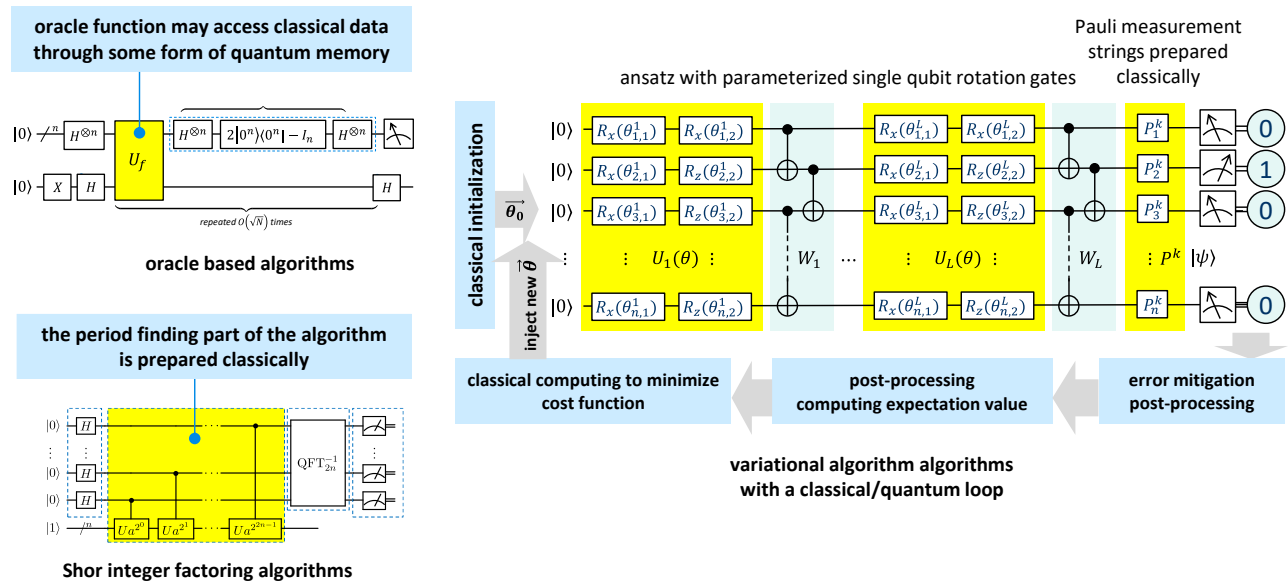 oracle function may access classical data
through some form of quantum memory
|0⟩ n H^{⊗n} U_f H^{⊗n} 2|0^n⟩⟨0^n| − I_n H^{⊗n}
|0⟩ X H H
repeated O(√N) times
oracle based algorithms
the period finding part of the algorithm
is prepared classically
|0⟩ H
⋮ ⋮ ⋮
|0⟩ H QFT_{2n}^{-1}
|0⟩ H
|1⟩ n Ua^{2^0} Ua^{2^1} ··· Ua^{2^{2n−1}}
Shor integer factoring algorithms
Pauli measurement
strings prepared
classically
ansatz with parameterized single qubit rotation gates
classical initialization
θ⃗_0
inject new θ⃗
|0⟩ R_x(θ^1_{1,1}) R_x(θ^1_{1,2}) R_x(θ^L_{1,1}) R_x(θ^L_{1,2}) P^k_1 0
|0⟩ R_x(θ^1_{2,1}) R_z(θ^1_{2,2}) R_x(θ^L_{2,1}) R_z(θ^L_{2,2}) P^k_2 1
|0⟩ R_x(θ^1_{3,1}) R_z(θ^1_{3,2}) R_x(θ^L_{3,1}) R_z(θ^L_{3,2}) P^k_3 0
⋮ ⋮ U_1(θ) ⋮ W_1 ... ⋮ U_L(θ) ⋮ W_L ⋮ P^k |ψ⟩
|0⟩ R_x(θ^1_{n,1}) R_z(θ^1_{n,2}) R_x(θ^L_{n,1}) R_z(θ^L_{n,2}) P^k_n 0
classical computing to minimize
cost function
post-processing
computing expectation value
error mitigation
post-processing
variational algorithm algorithms
with a classical/quantum loop